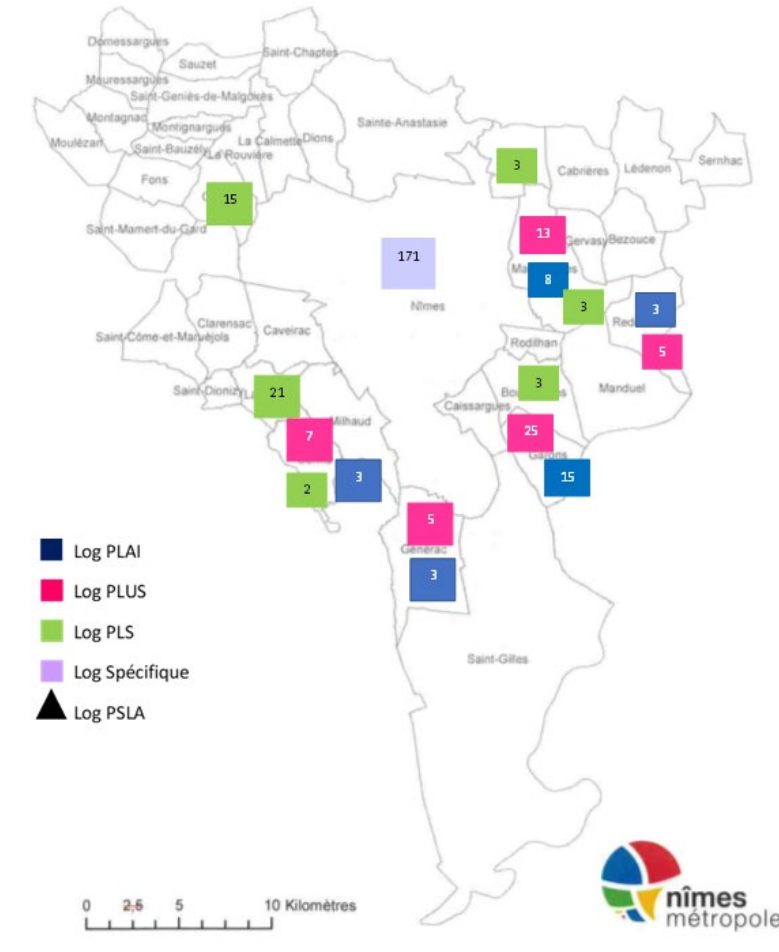 Domessargues
Saint-Chaptes
Sauzet
Mauressargues
Saint-Geniès-de-Malgoirès
Montagnac
Sainte-Anastasie
Montignargues
Moulézan
La Calmette
Dions
Saint-Bauzély
La Rouvière
Sernhac
3
Cabrières
Lédenon
Fons
15
Saint-Mamert-du-Gard
13
Gervasy
Bezouce
171
8
Nîmes
3
3
Red
Clarensac
Caveirac
Saint-Côme-et-Maruéjols
Rodilhan
5
Saint-Dionizy
21
3
Manduel
Caissargues
Milhaud
7
25
Garons
3
15
2
5
Générac
Log PLAI
3
Log PLUS
Log PLS
Saint-Gilles
Log Spécifique
Log PSLA
0 2,5 5 10 Kilomètres
nîmes
métropole